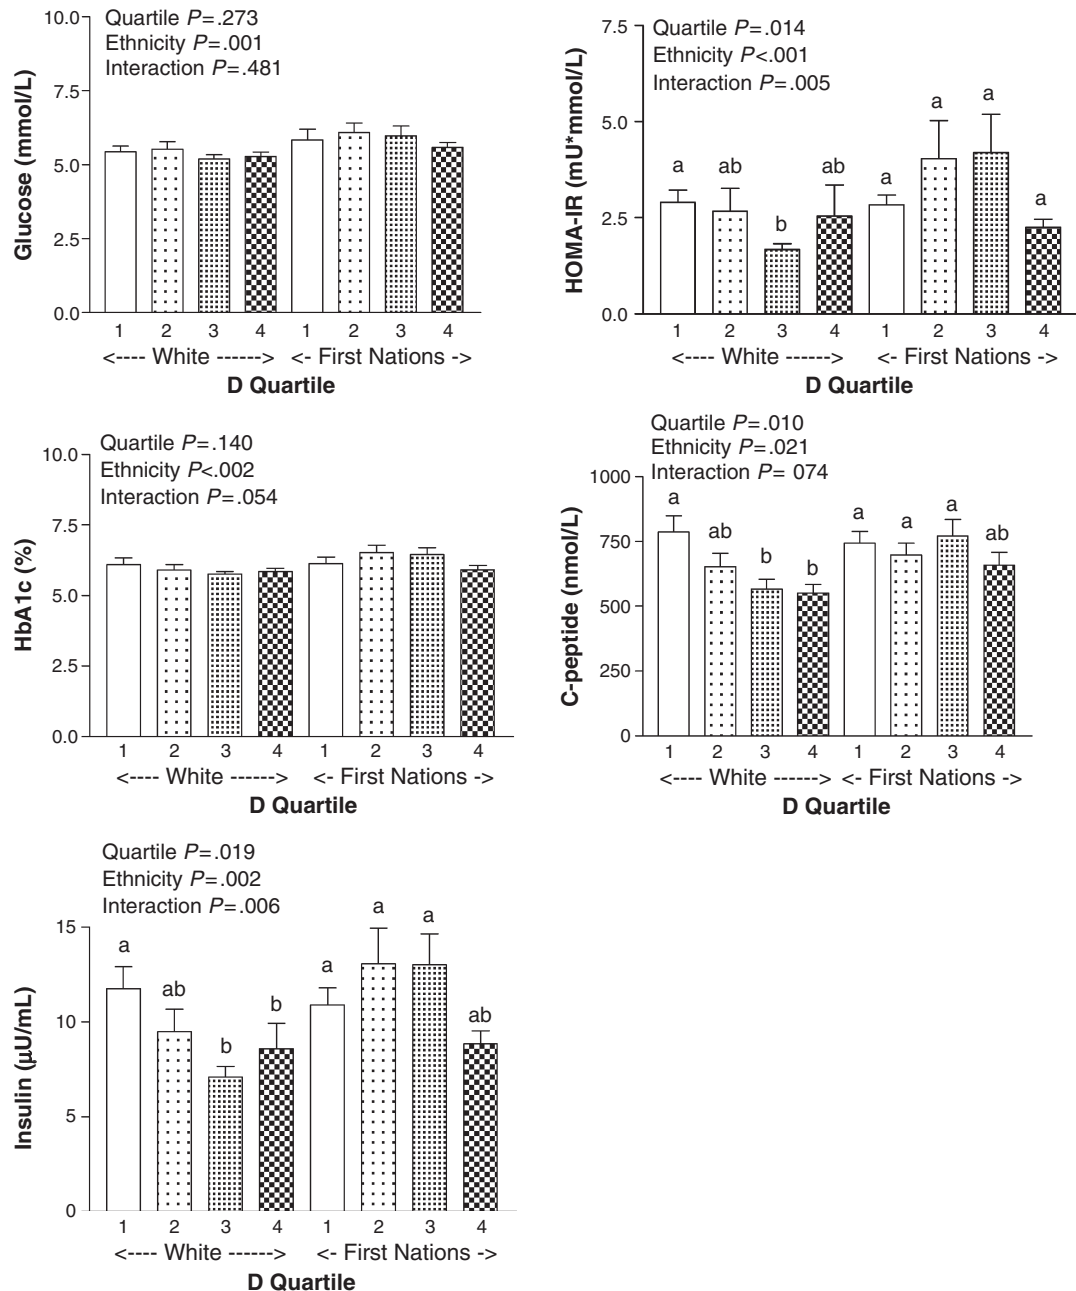 Quartile P=.273
Ethnicity P=.001
Interaction P=.481
Glucose (mmol/L)
10.0
7.5
5.0
2.5
0.0
1 2 3 4 1 2 3 4
<---- White ------> <- First Nations ->
D Quartile
Quartile P=.014
Ethnicity P<.001
Interaction P=.005
HOMA-IR (mU*mmol/L)
7.5
5.0
2.5
0.0
a ab b ab a a a a
1 2 3 4 1 2 3 4
<---- White ------> <- First Nations ->
D Quartile
Quartile P=.140
Ethnicity P<.002
Interaction P=.054
HbA1c (%)
10.0
7.5
5.0
2.5
0.0
1 2 3 4 1 2 3 4
<---- White ------> <- First Nations ->
D Quartile
Quartile P=.010
Ethnicity P=.021
Interaction P= 074
C-peptide (nmol/L)
1000
750
500
250
0
a ab b b a a a ab
1 2 3 4 1 2 3 4
<---- White ------> <- First Nations ->
D Quartile
Quartile P=.019
Ethnicity P=.002
Interaction P=.006
Insulin (µU/mL)
15
10
5
0
a ab b b a a a ab
1 2 3 4 1 2 3 4
<---- White ------> <- First Nations ->
D Quartile